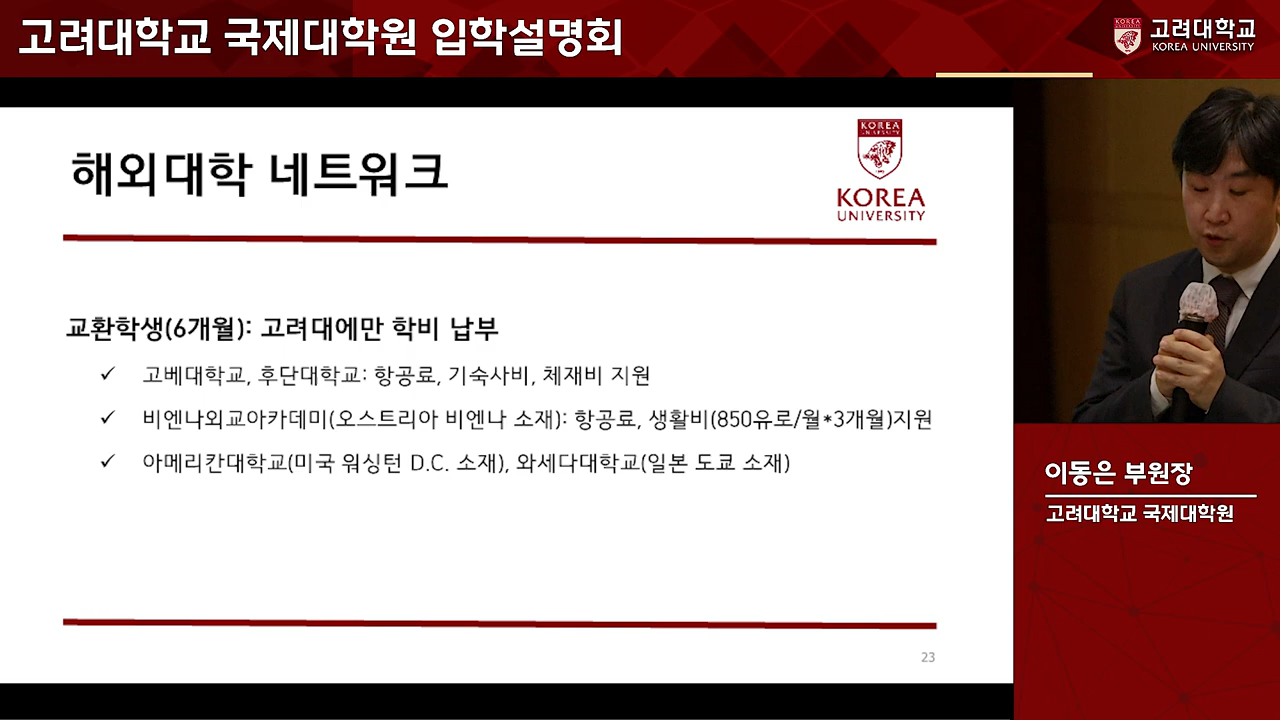 고려대학교 국제대학원 입학설명회
KOREA
고려대학교
KOREA UNIVERSITY
해외대학 네트워크
KOREA
UNIVERSITY
KOREA
UNIVERSITY
교환학생(6개월): 고려대에만 학비 납부
✓ 고베대학교, 후단대학교: 항공료, 기숙사비, 체재비 지원
✓ 비엔나외교아카데미(오스트리아 비엔나 소재): 항공료, 생활비(850유로/월*3개월)지원
✓ 아메리칸대학교(미국 워싱턴 D.C. 소재), 와세다대학교(일본 도쿄 소재)
23
이동은 부원장
고려대학교 국제대학원